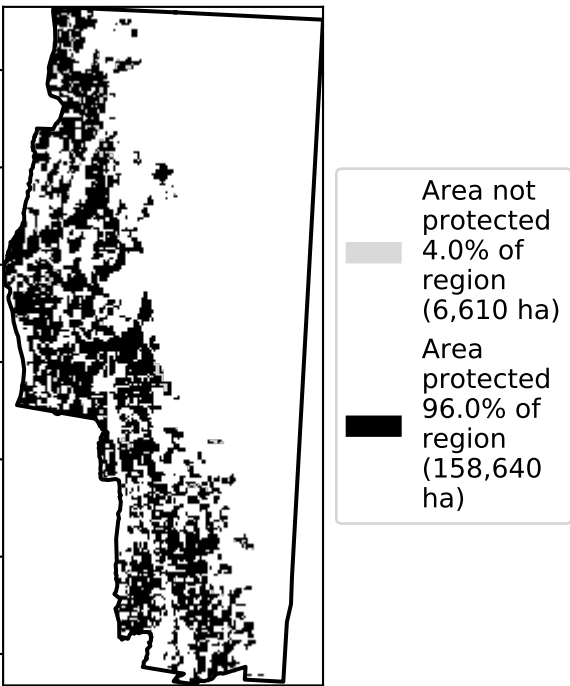 Area not
protected
4.0% of
region
(6,610 ha)
Area
protected
96.0% of
region
(158,640
ha)